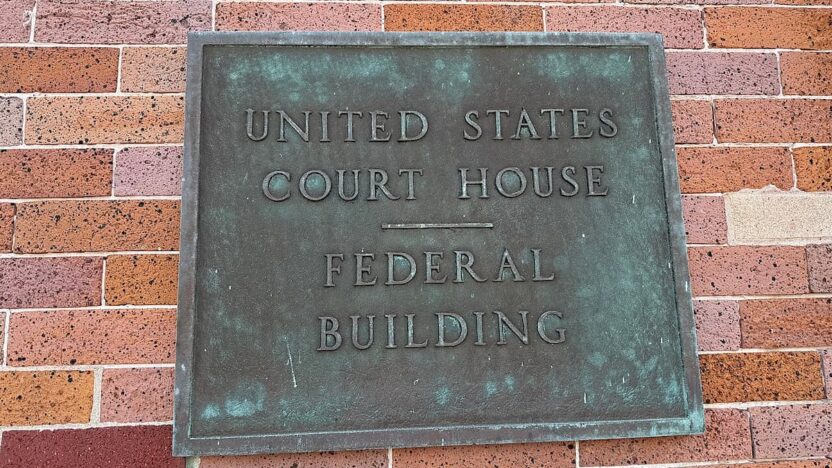 UNITED STATES
COURT HOUSE
FEDERAL
BUILDING